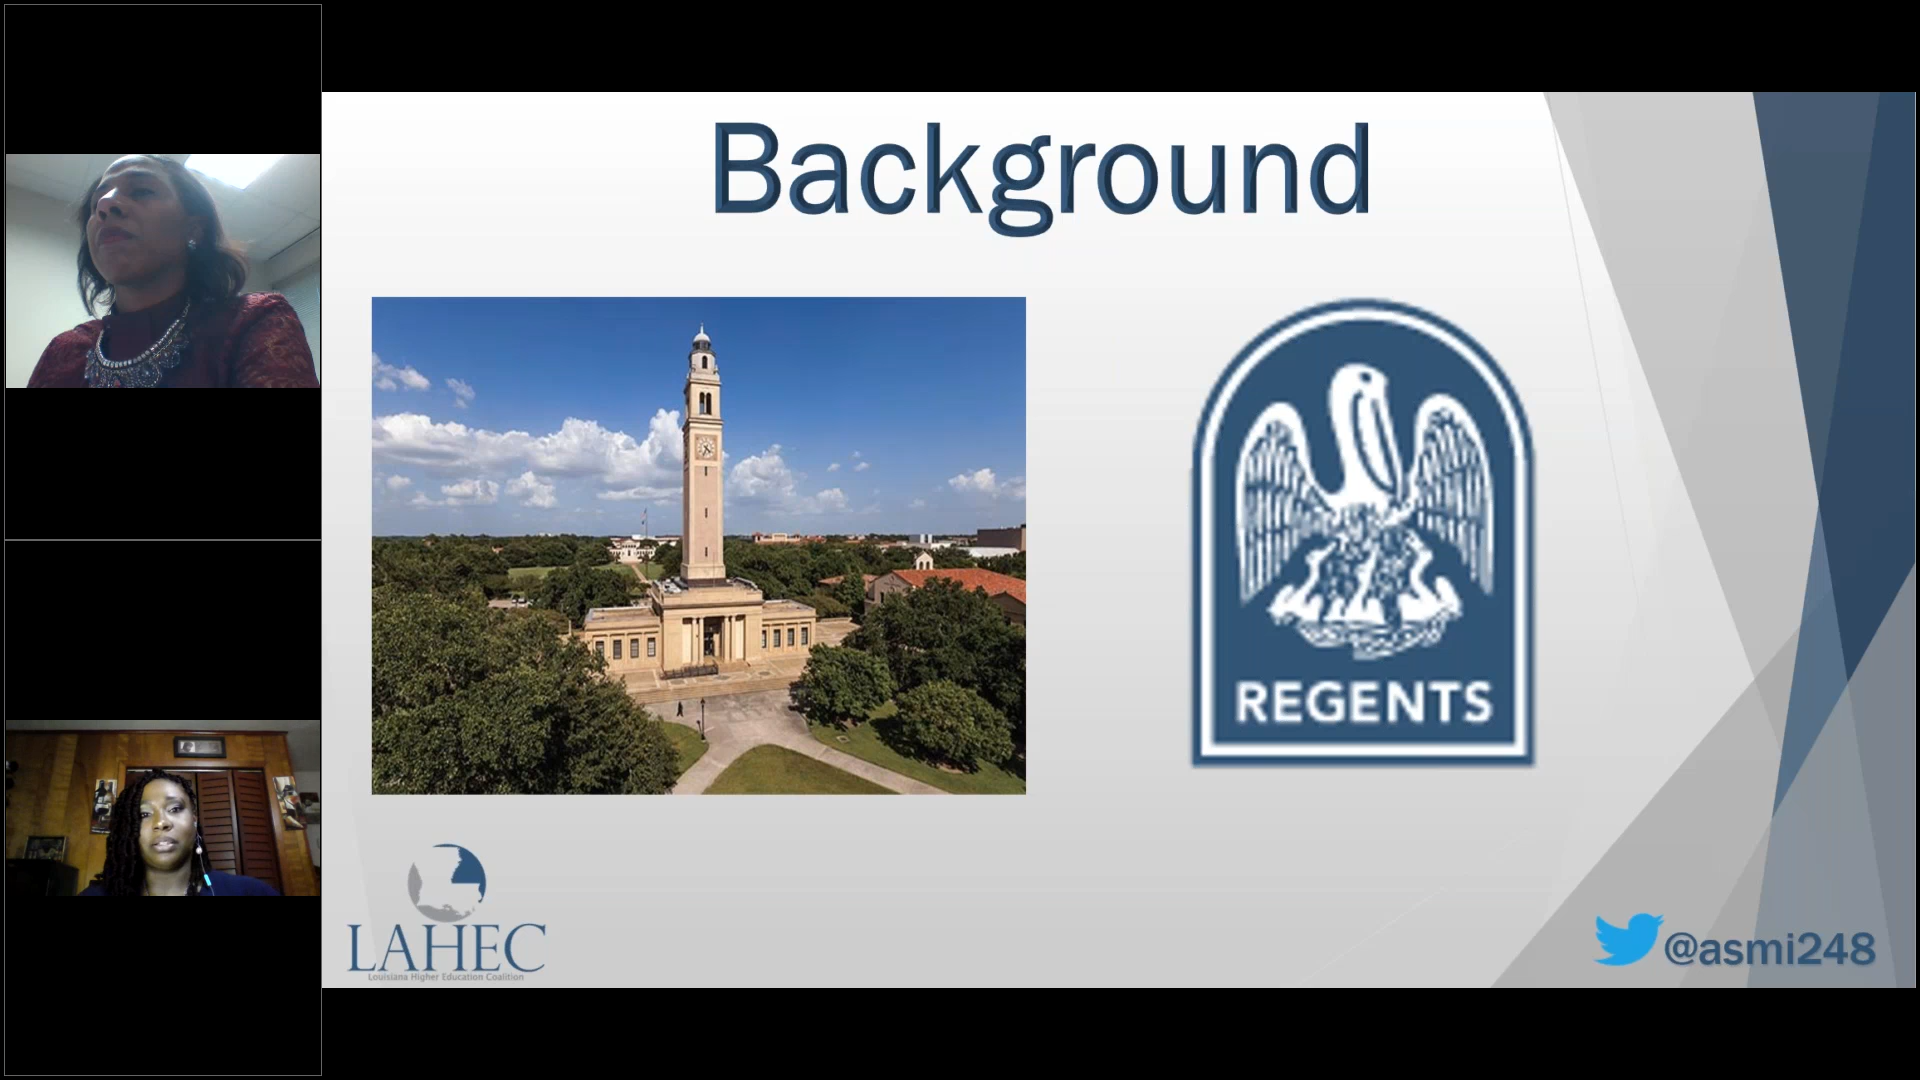 Background
REGENTS
LAHEC
Louisiana Higher Education Coalition
@asmi248